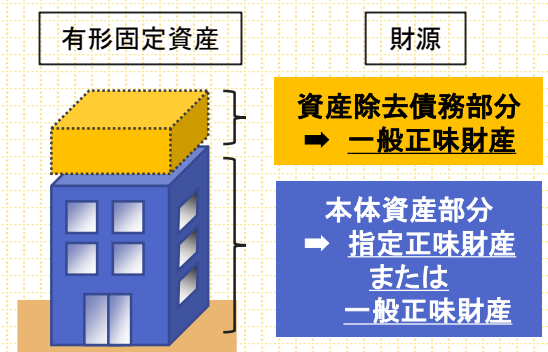 有形固定資産
財源
資産除去債務部分
➡ 一般正味財産
本体資産部分
➡ 指定正味財産
または
一般正味財産